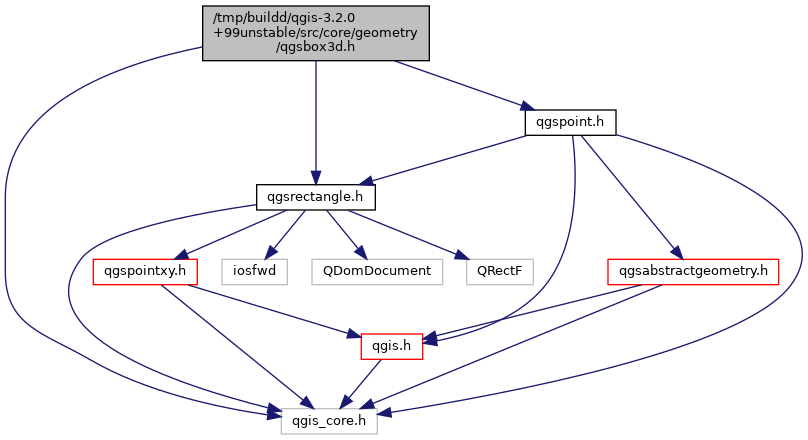 /tmp/buildd/qgis-3.2.0
+99unstable/src/core/geometry
/qgsbox3d.h
qgspoint.h
qgsrectangle.h
qgspointxy.h
iosfwd
QDomDocument
QRectF
qgsabstractgeometry.h
qgis.h
qgis_core.h